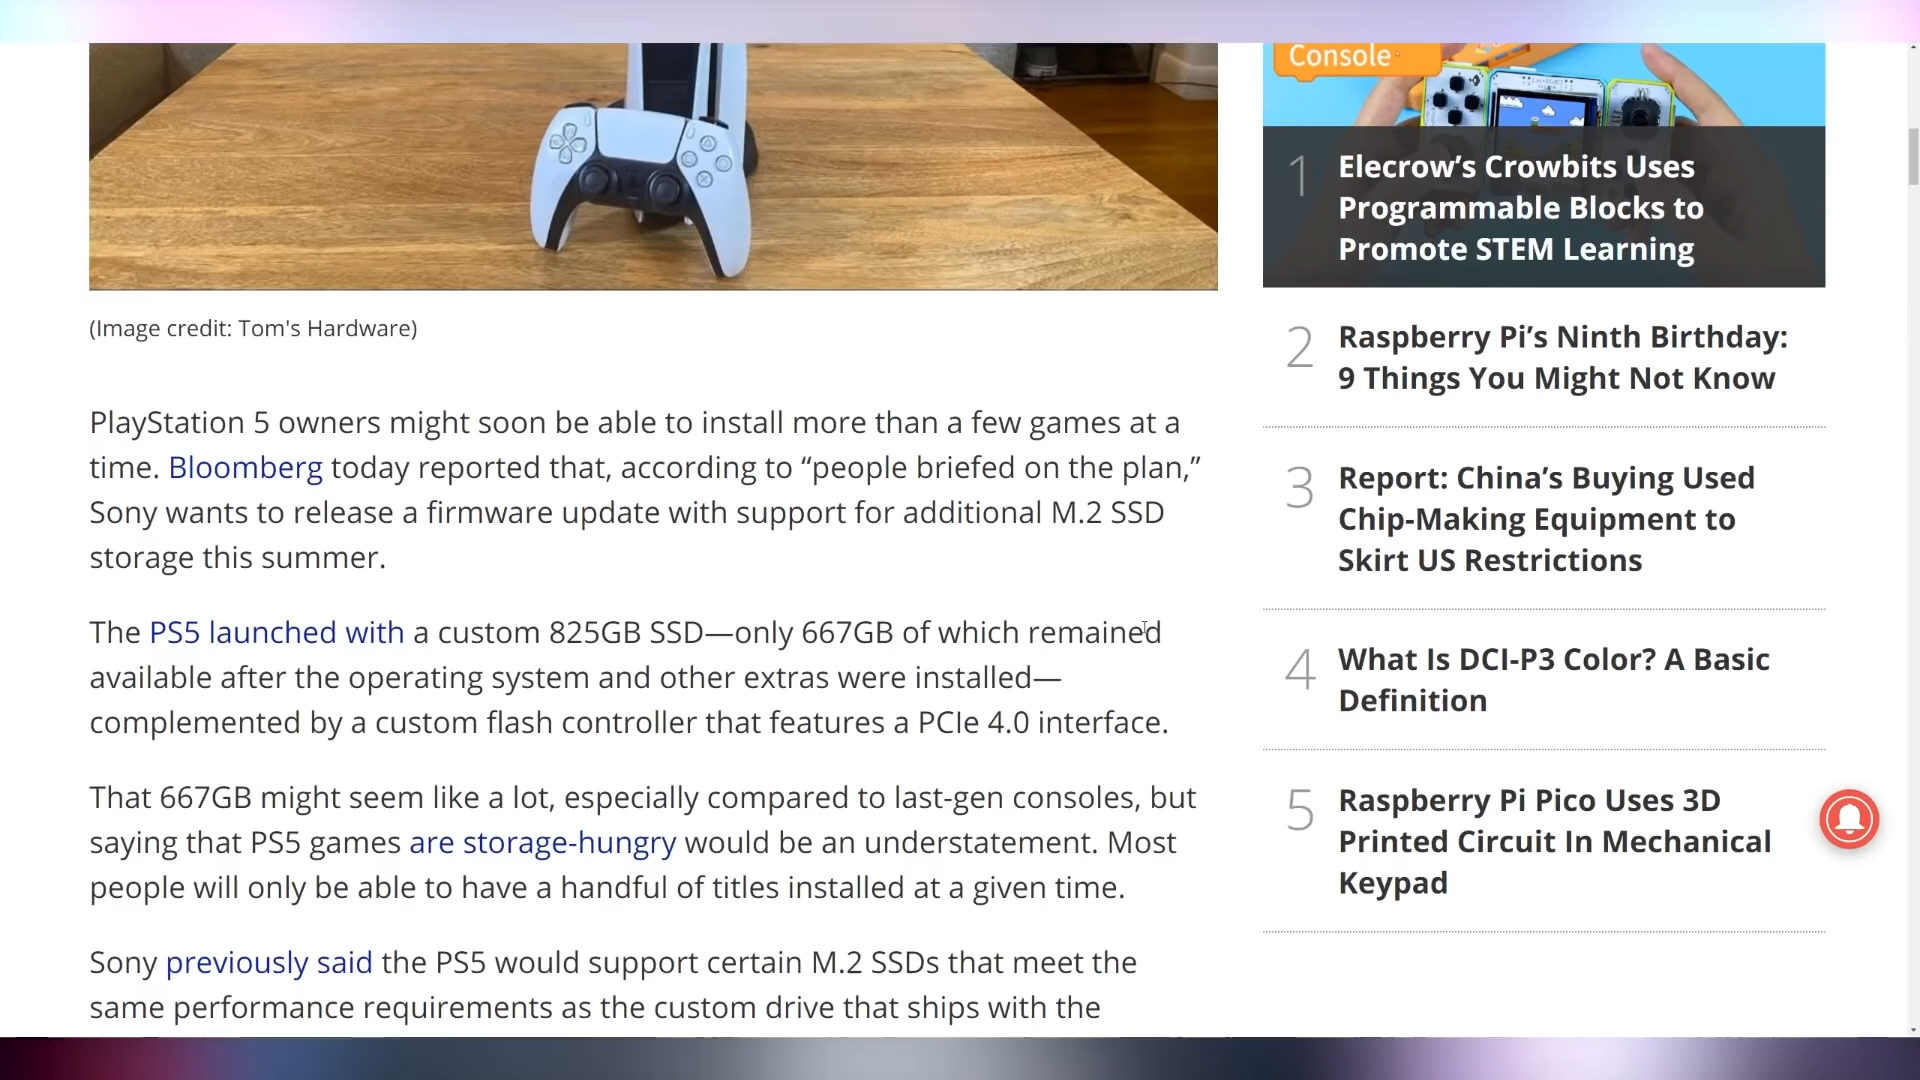 (Image credit: Tom's Hardware)
PlayStation 5 owners might soon be able to install more than a few games at a
time. Bloomberg today reported that, according to “people briefed on the plan,”
Sony wants to release a firmware update with support for additional M.2 SSD
storage this summer.
The PS5 launched with a custom 825GB SSD—only 667GB of which remained
available after the operating system and other extras were installed—
complemented by a custom flash controller that features a PCIe 4.0 interface.
That 667GB might seem like a lot, especially compared to last-gen consoles, but
saying that PS5 games are storage-hungry would be an understatement. Most
people will only be able to have a handful of titles installed at a given time.
Sony previously said the PS5 would support certain M.2 SSDs that meet the
same performance requirements as the custom drive that ships with the
Console
1 Elecrow’s Crowbits Uses
Programmable Blocks to
Promote STEM Learning
2 Raspberry Pi’s Ninth Birthday:
9 Things You Might Not Know
3 Report: China’s Buying Used
Chip-Making Equipment to
Skirt US Restrictions
4 What Is DCI-P3 Color? A Basic
Definition
5 Raspberry Pi Pico Uses 3D
Printed Circuit In Mechanical
Keypad